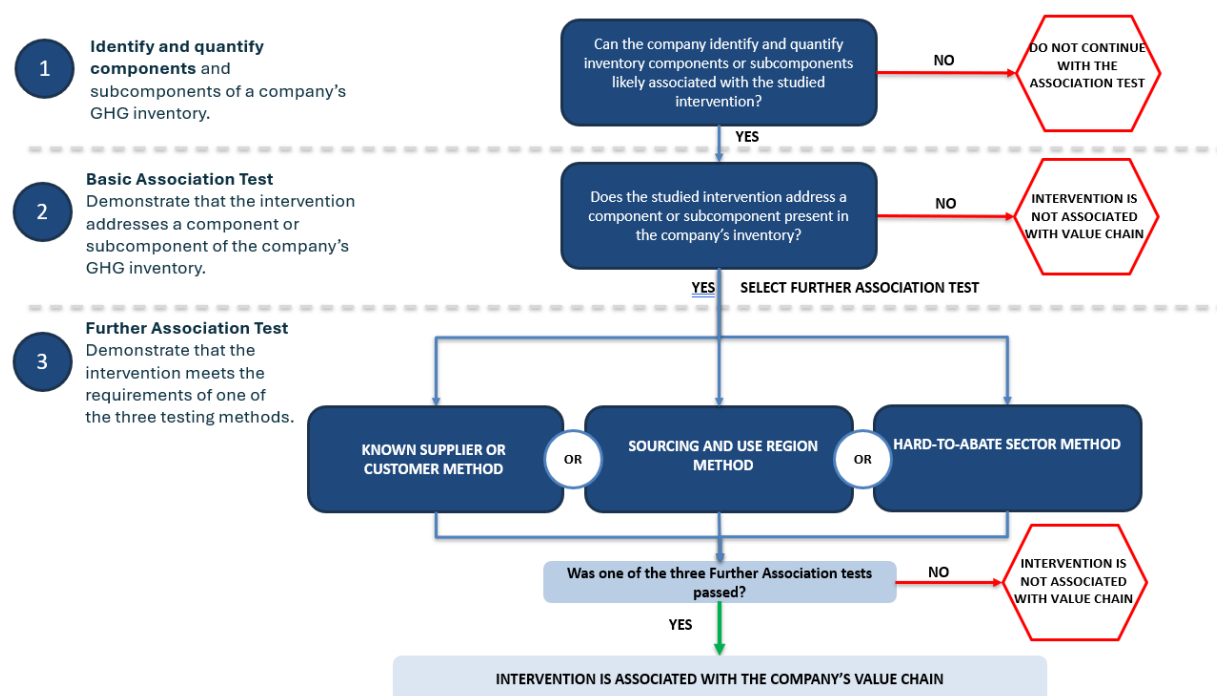 1
Identify and quantify
components and
subcomponents of a company's
GHG inventory.
Can the company identify and quantify
inventory components or subcomponents
likely associated with the studied
intervention?
NO
DO NOT CONTINUE
WITH THE
ASSOCIATION TEST
YES
2
Basic Association Test
Demonstrate that the intervention
addresses a component or
subcomponent of the company's
GHG inventory.
Does the studied intervention address a
component or subcomponent present in
the company's inventory?
NO
INTERVENTION IS
NOT ASSOCIATED
WITH VALUE CHAIN
YES
SELECT FURTHER ASSOCIATION TEST
3
Further Association Test
Demonstrate that the
intervention meets the
requirements of one of
the three testing methods.
KNOWN SUPPLIER OR
CUSTOMER METHOD
OR
SOURCING AND USE REGION
METHOD
OR
HARD-TO-ABATE SECTOR METHOD
Was one of the three Further Association tests
passed?
NO
INTERVENTION IS
NOT ASSOCIATED
WITH VALUE CHAIN
YES
INTERVENTION IS ASSOCIATED WITH THE COMPANY'S VALUE CHAIN